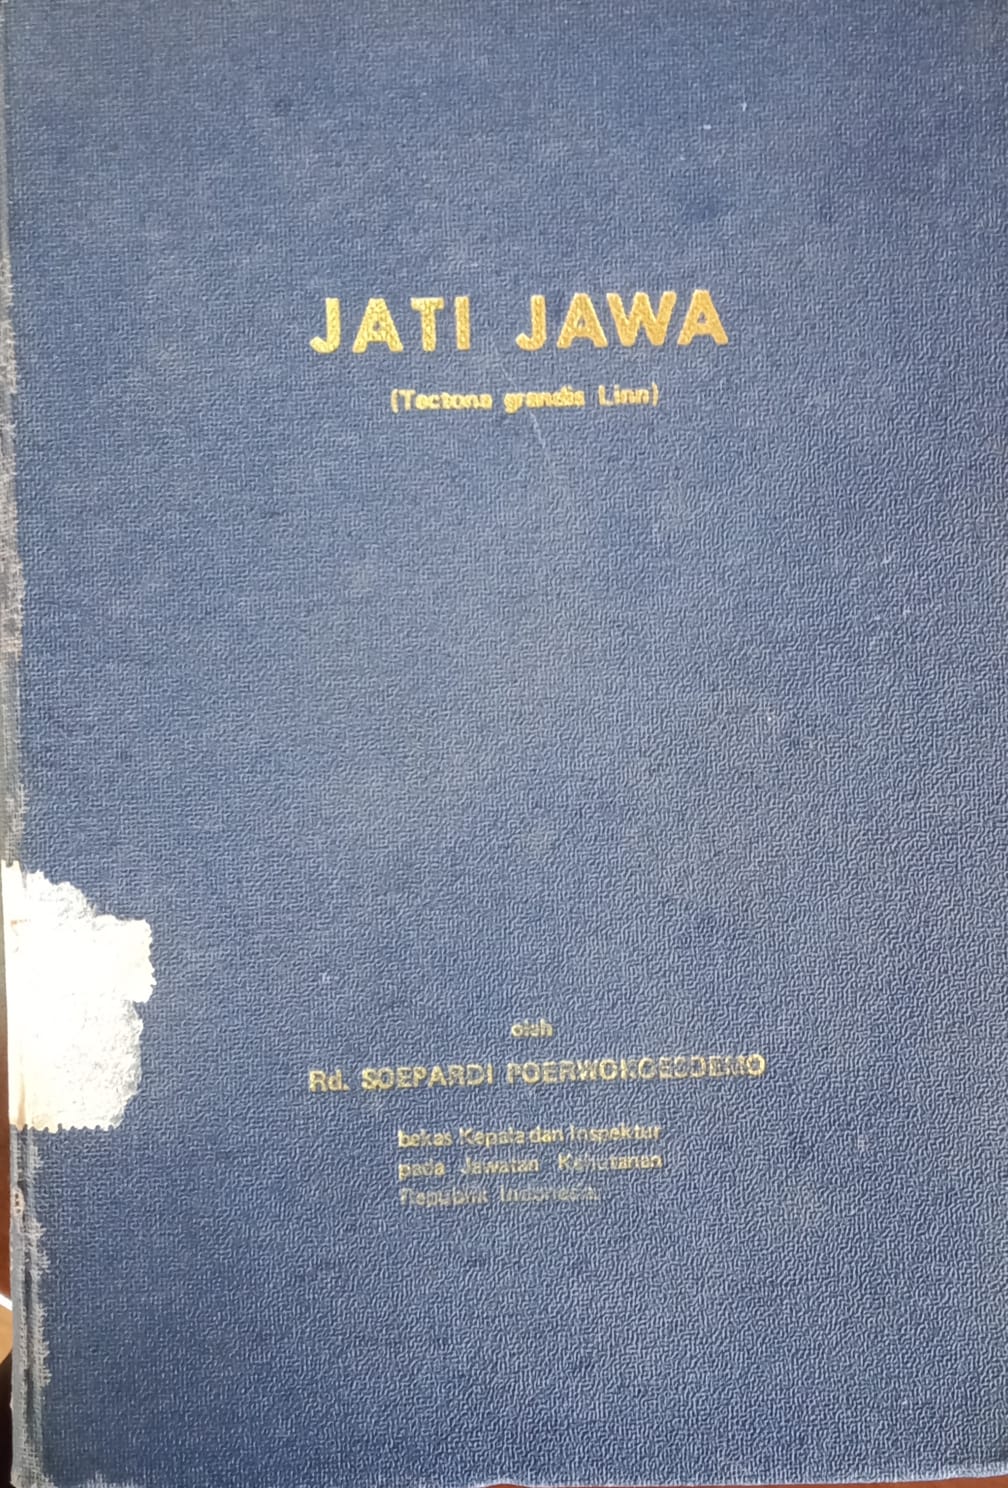 JATI JAWA
(Tectona grandis Linn)
oleh
Rd. SOEPARDI POERWOKOESOEMO
bekas Kepala dan Inspektur
pada Jawatan Kehutanan
Republik Indonesia.